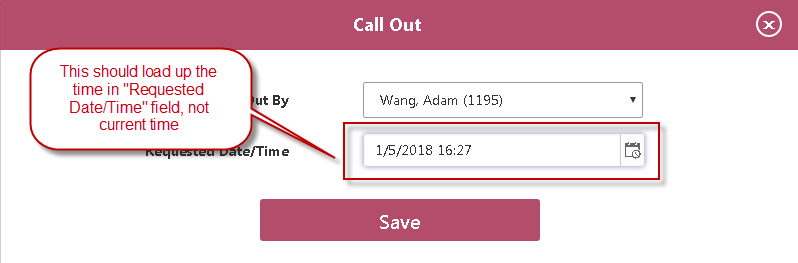 Call Out
This should load up the
time in "Requested
Date/Time" field, not
current time
Out By
Wang, Adam (1195)
Requested Date/Time
1/5/2018 16:27
Save